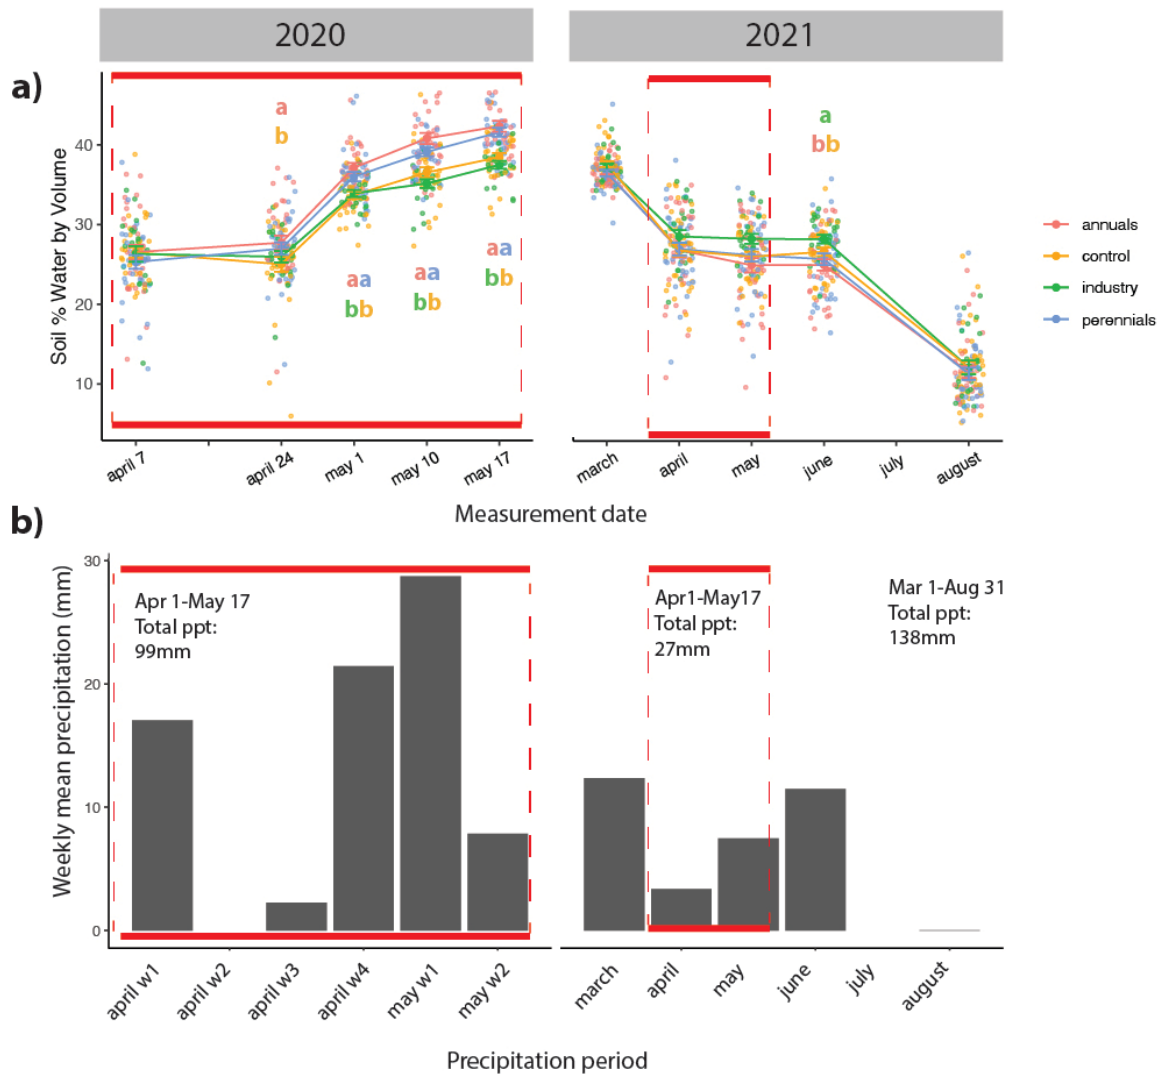 2020
2021
a)
Soil % Water by Volume
40
30
20
10
a
b
aa
bb
aa
bb
aa
bb
a
bb
annuals
control
industry
perennials
april 7
april 24
may 1
may 10
may 17
march
april
may
june
july
august
Measurement date
b)
Weekly mean precipitation (mm)
30
20
10
0
Apr 1-May 17
Total ppt:
99mm
Apr1-May17
Total ppt:
27mm
Mar 1-Aug 31
Total ppt:
138mm
april w1
april w2
april w3
april w4
may w1
may w2
march
april
may
june
july
august
Precipitation period